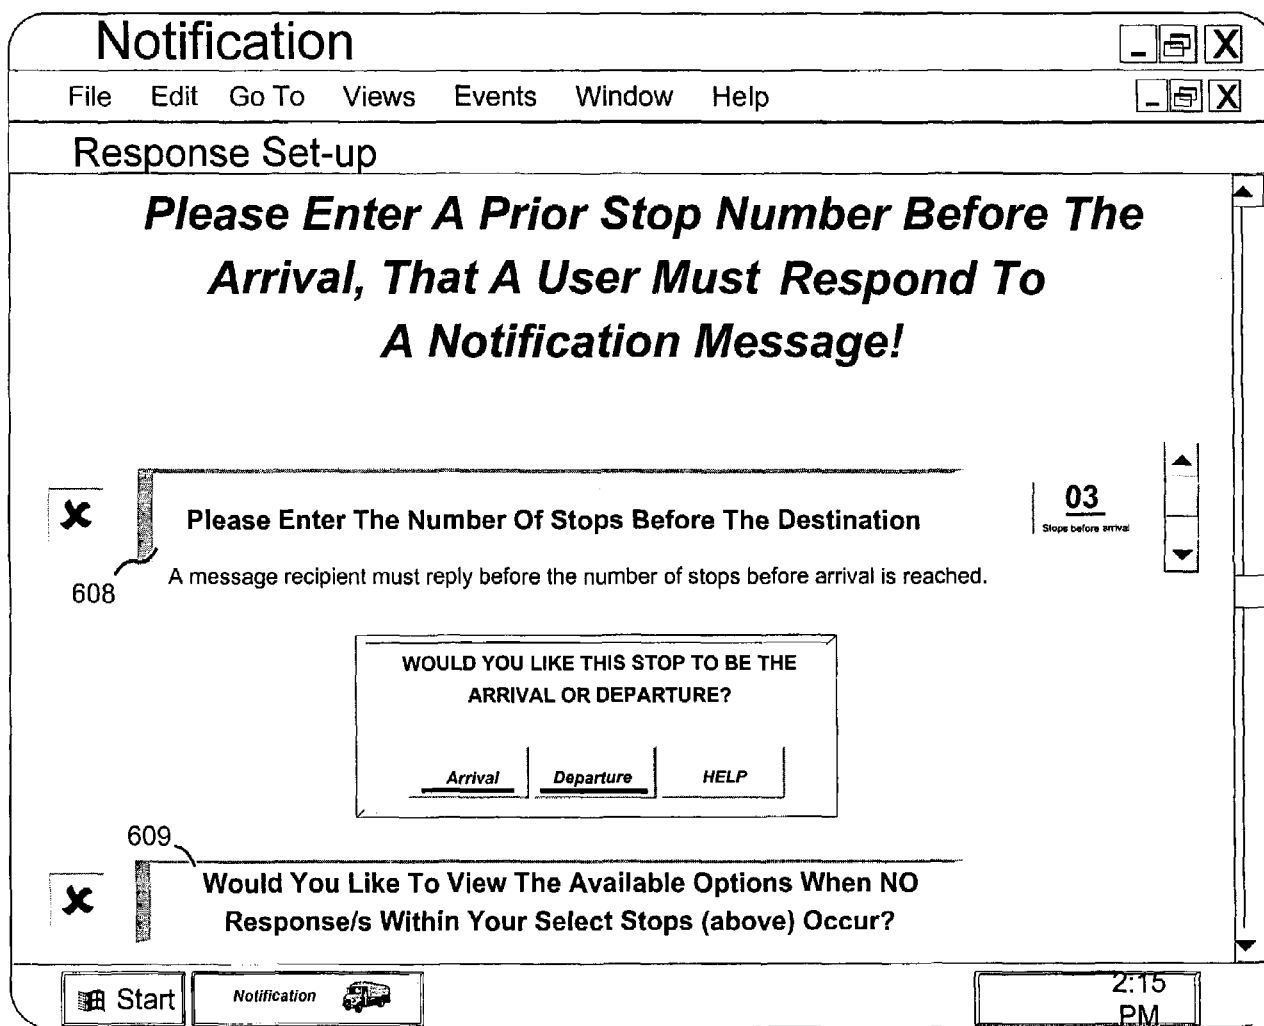 Notification
File Edit Go To Views Events Window Help
Response Set-up
Please Enter A Prior Stop Number Before The
Arrival, That A User Must Respond To
A Notification Message!
03
Please Enter The Number Of Stops Before The Destination
Stops before arrival
608
A message recipient must reply before the number of stops before arrival is reached.
WOULD YOU LIKE THIS STOP TO BE THE
ARRIVAL OR DEPARTURE?
Arrival Departure HELP
609
Would You Like To View The Available Options When NO
Response/s Within Your Select Stops (above) Occur?
Start Notification 2:15
PM